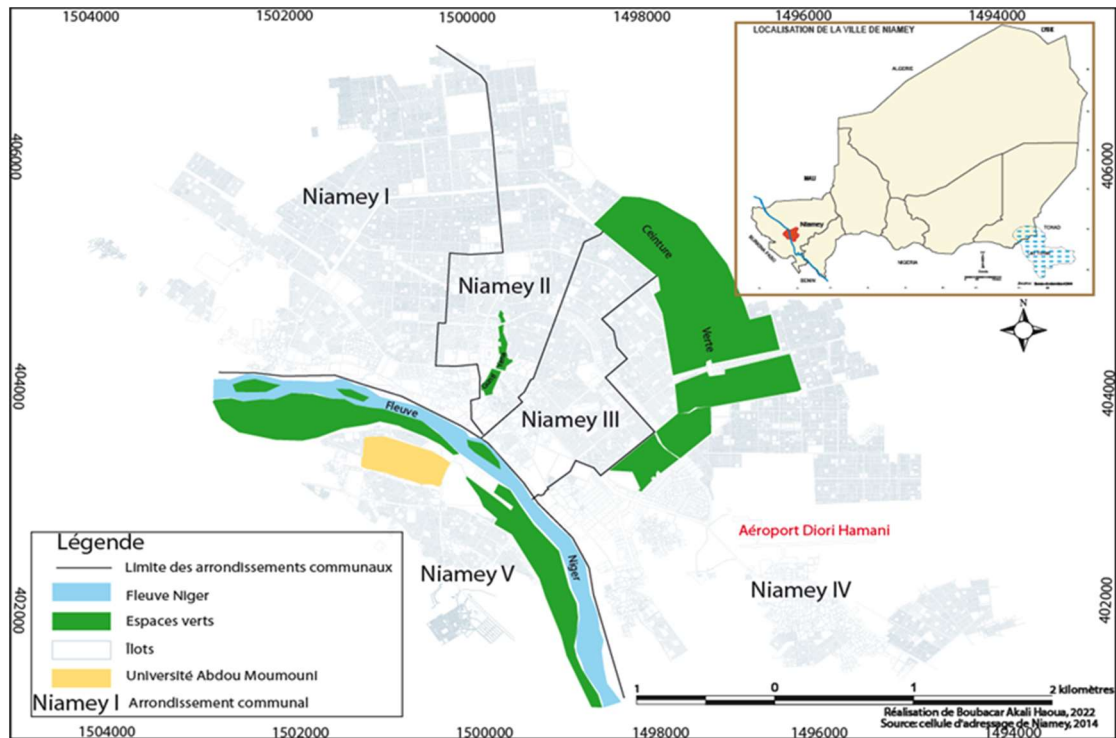 1504000 1502000 1500000 1498000 1496000 1494000
LOCALISATION DE LA VILLE DE NIAMEY
ALGERIE
Niamey
BURKINA FASO
NIGERIA
TCHAD
N
406000
406000
404000
404000
402000
402000
Niamey I
Niamey II
Niamey III
Niamey V
Niamey IV
Ceinture
Verte
Fleuve
Niger
Aéroport Diori Hamani
Légende
Limite des arrondissements communaux
Fleuve Niger
Espaces verts
Îlots
Université Abdou Moumouni
Niamey I Arrondissement communal
1 0 1 2 kilomètres
Réalisation de Boubacar Akali Haoua, 2022
Source: cellule d'adressage de Niamey, 2014
1504000 1502000 1500000 1498000 1496000 1494000